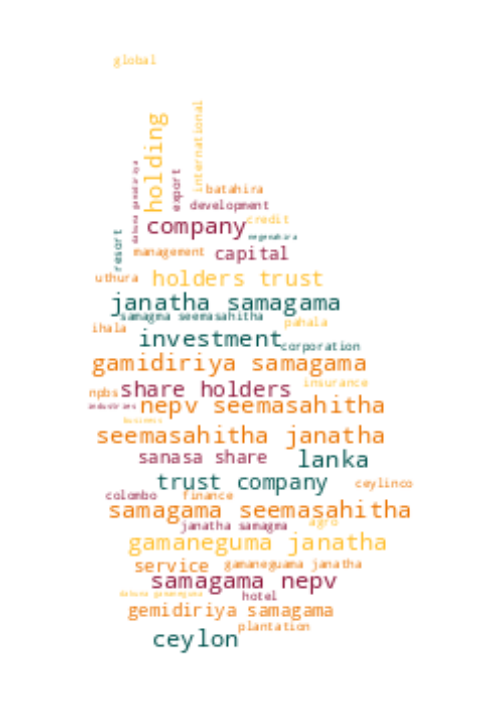 global
holding
international
dakuna gamidiriya
export
batahira
development
credit
company
negenahira
resort
management
capital
uthura
holders trust
janatha samagama
samagma seemasahitha
ihala
pahala
investment
corporation
gamidiriya samagama
insurance
npbs
share holders
industries
nepv seemasahitha
business
seemasahitha janatha
sanasa share
lanka
trust company
ceylinco
colombo
finance
samagama seemasahitha
janatha samagma
agro
gamaneguma janatha
service
gamaneguama janatha
samagama nepv
dakuna gamaneguma
hotel
gemidiriya samagama
plantation
ceylon